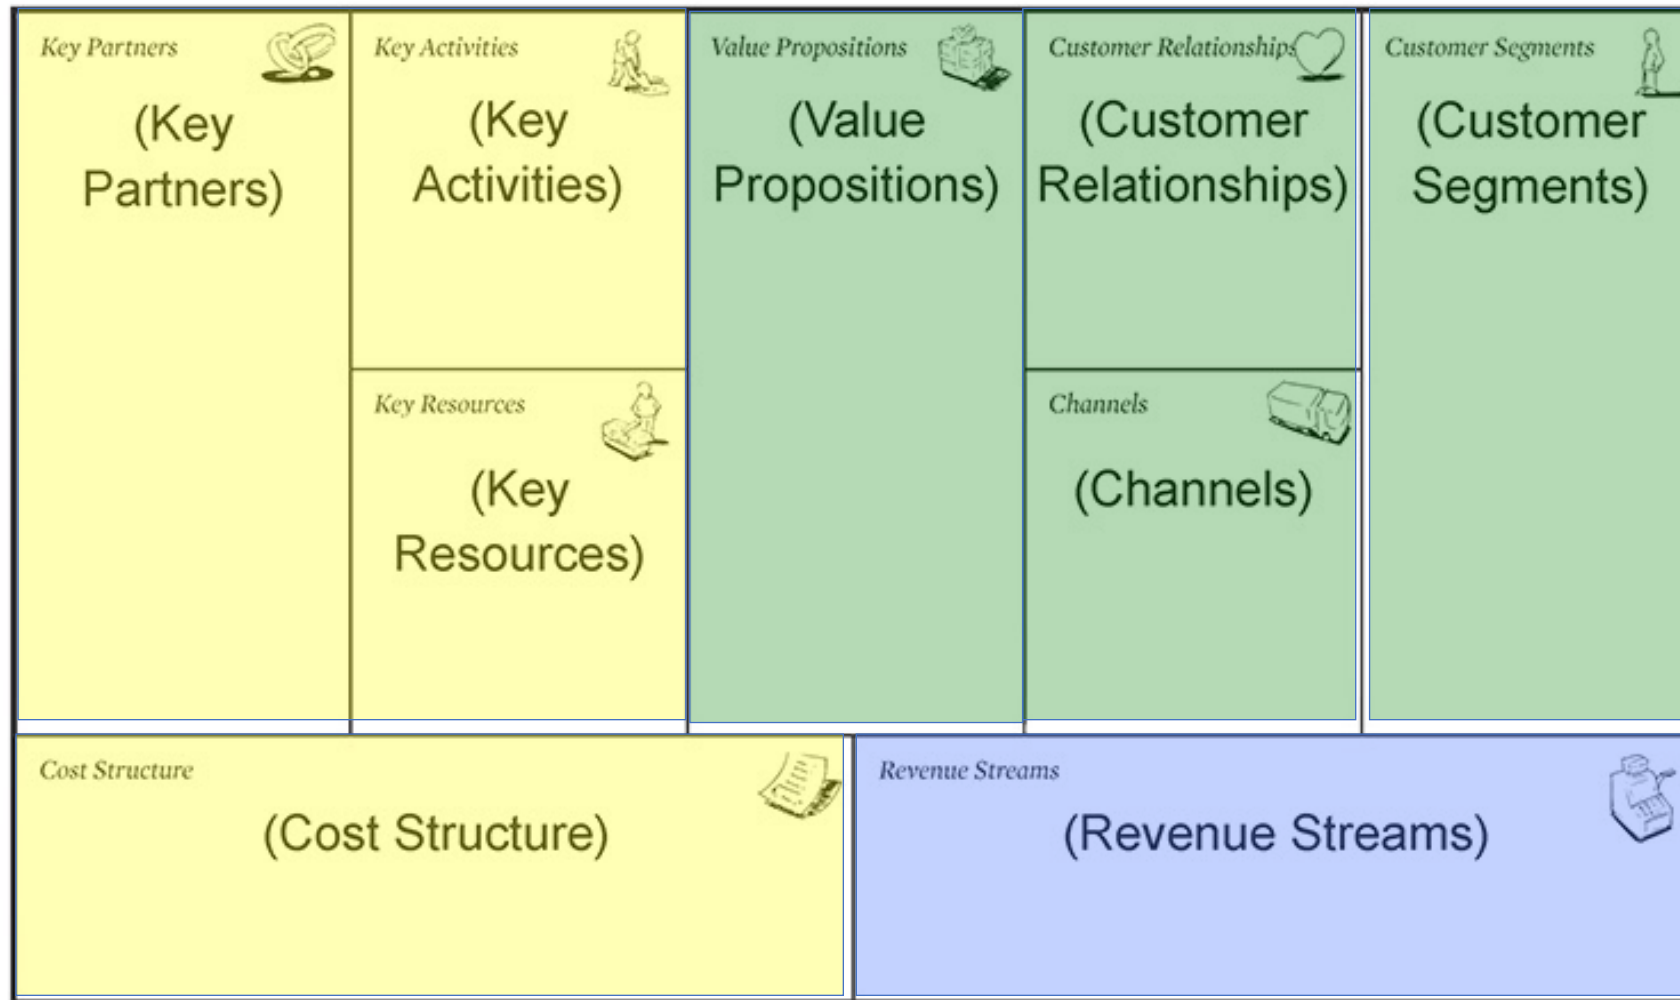 Key Partners
(Key
Partners)
Key Activities
(Key
Activities)
Key Resources
(Key
Resources)
Value Propositions
(Value
Propositions)
Customer Relationships
(Customer
Relationships)
Channels
(Channels)
Customer Segments
(Customer
Segments)
Cost Structure
(Cost Structure)
Revenue Streams
(Revenue Streams)